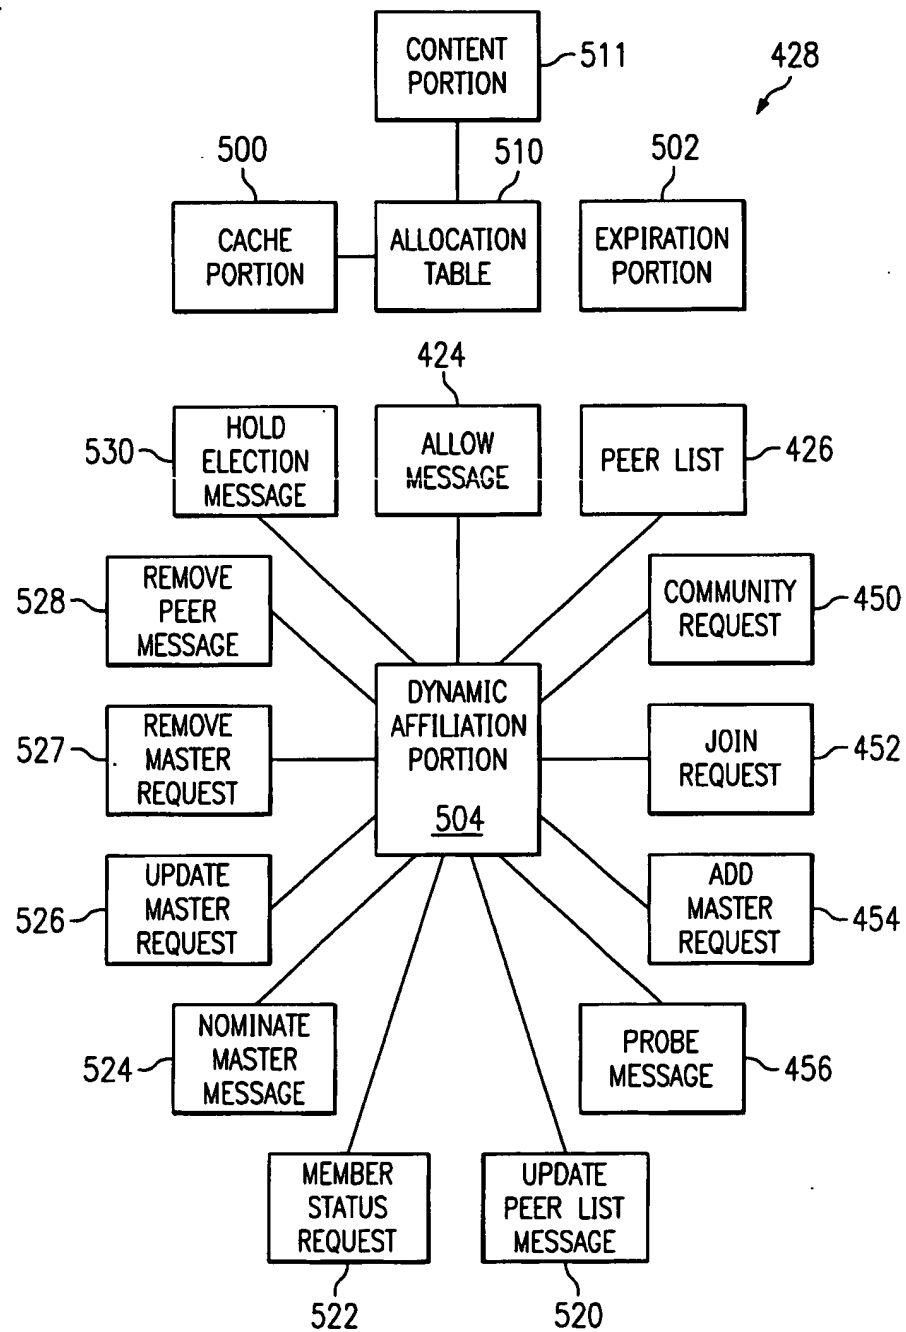 CONTENT
PORTION
511
428
500
510
502
CACHE
PORTION
ALLOCATION
TABLE
EXPIRATION
PORTION
424
530
HOLD
ELECTION
MESSAGE
ALLOW
MESSAGE
PEER LIST
426
528
REMOVE
PEER
MESSAGE
COMMUNITY
REQUEST
450
527
REMOVE
MASTER
REQUEST
DYNAMIC
AFFILIATION
PORTION
504
JOIN
REQUEST
452
526
UPDATE
MASTER
REQUEST
ADD
MASTER
REQUEST
454
524
NOMINATE
MASTER
MESSAGE
PROBE
MESSAGE
456
MEMBER
STATUS
REQUEST
UPDATE
PEER LIST
MESSAGE
522
520